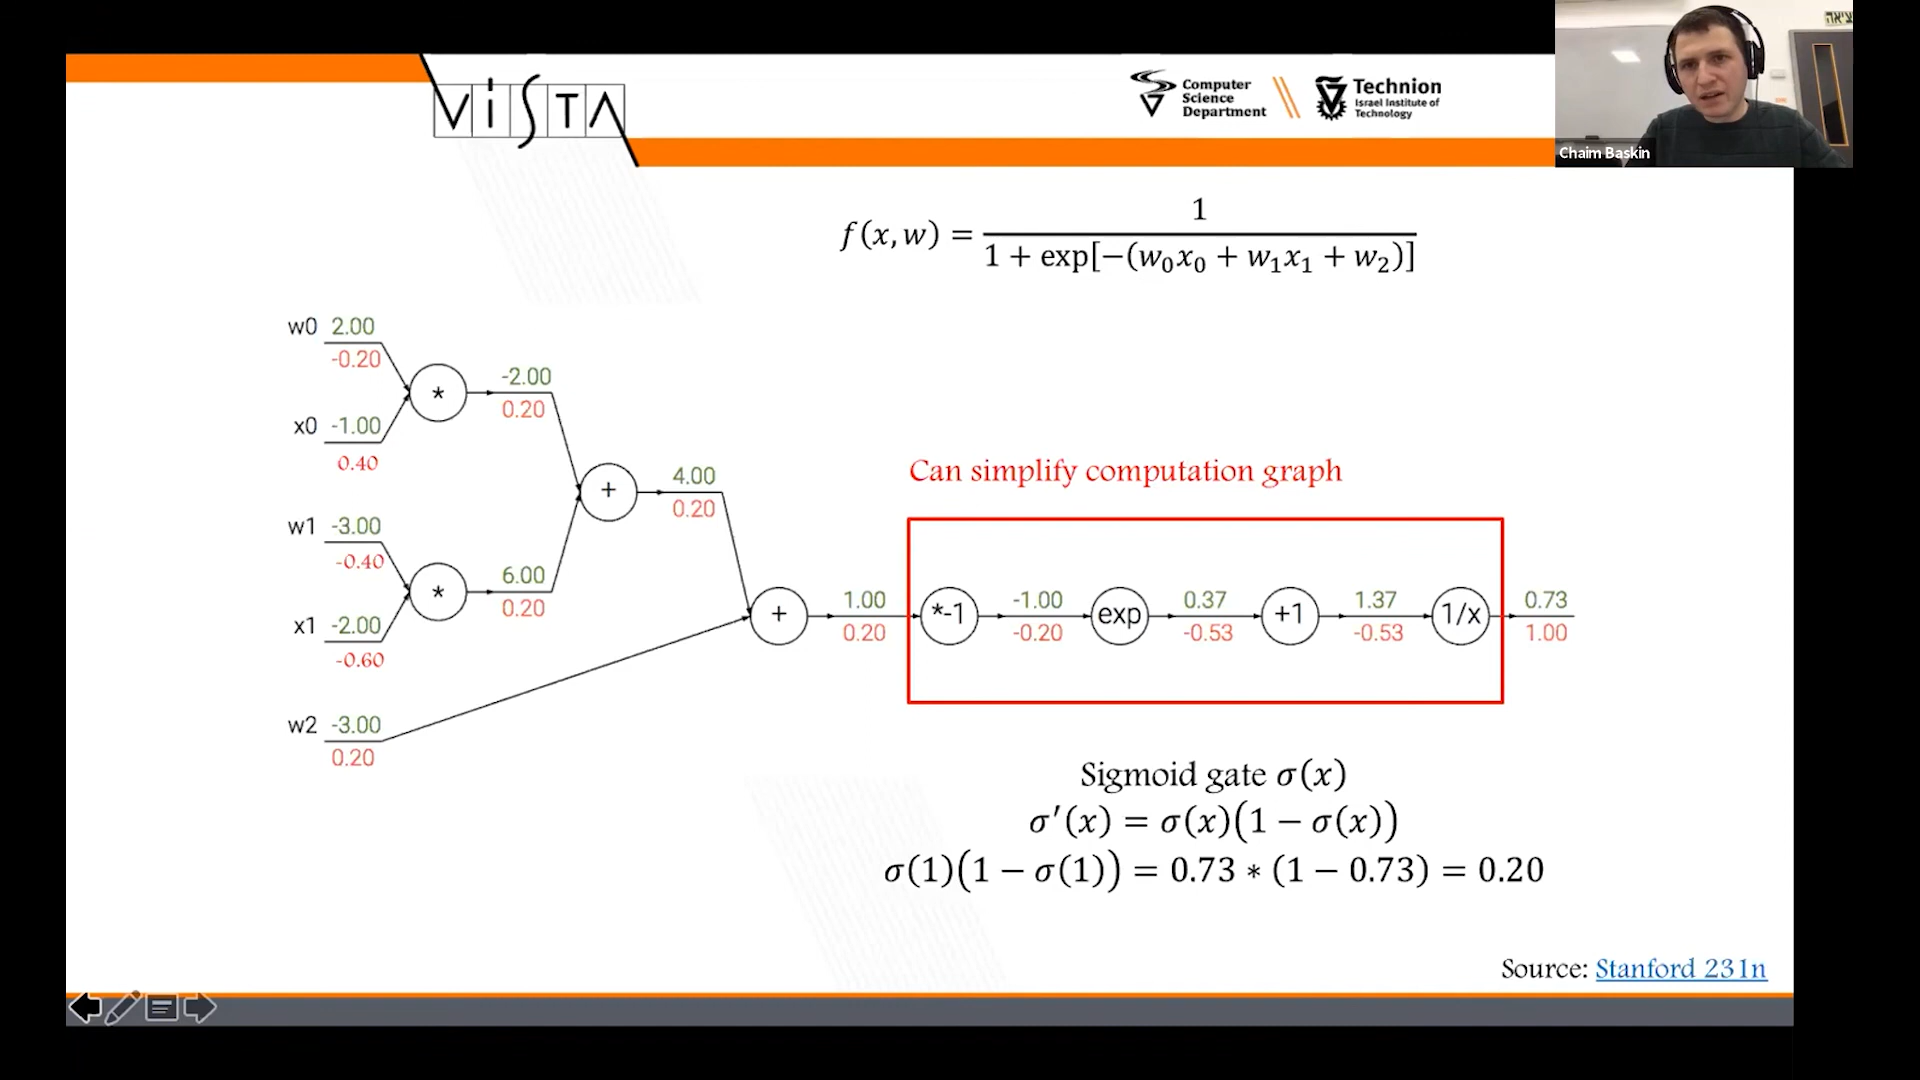 ViSTA
Computer
Science
Department
Technion
Israel Institute of
Technology
יציאה
Chaim Baskin
f(x, w) = 1 / (1 + exp[−(w₀x₀ + w₁x₁ + w₂)])
w0 2.00
-0.20
x0 -1.00
0.40
w1 -3.00
-0.40
x1 -2.00
-0.60
w2 -3.00
0.20
*
-2.00
0.20
*
6.00
0.20
+
4.00
0.20
+
1.00
0.20
Can simplify computation graph
*-1
-1.00
-0.20
exp
0.37
-0.53
+1
1.37
-0.53
1/x
0.73
1.00
Sigmoid gate σ(x)
σ′(x) = σ(x)(1 − σ(x))
σ(1)(1 − σ(1)) = 0.73 ∗ (1 − 0.73) = 0.20
Source: Stanford 231n